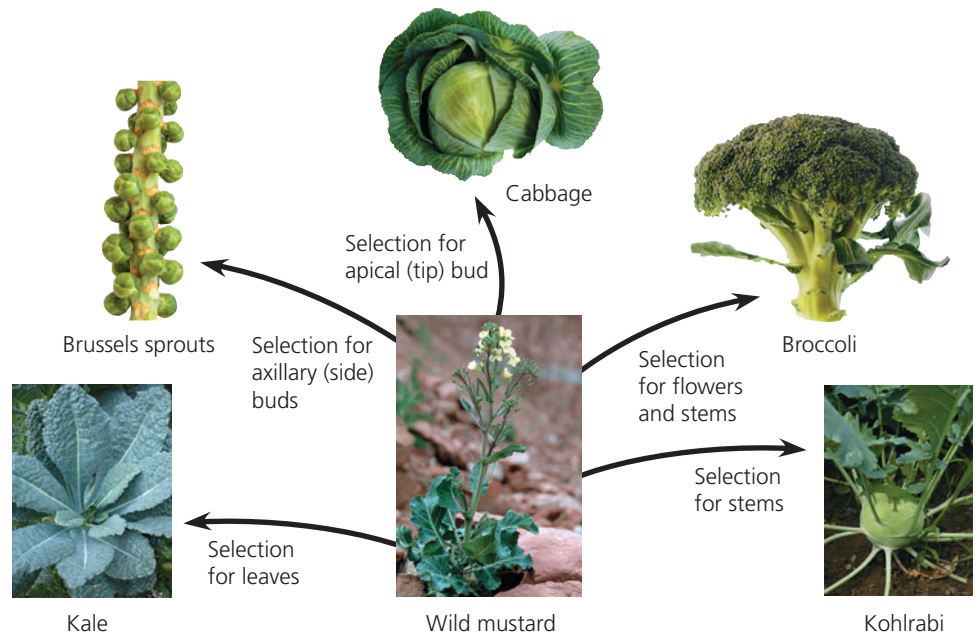 Cabbage
Selection for
apical (tip) bud
Brussels sprouts
Selection for
axillary (side)
buds
Selection
for flowers
and stems
Broccoli
Selection
for stems
Selection
for leaves
Kale
Wild mustard
Kohlrabi